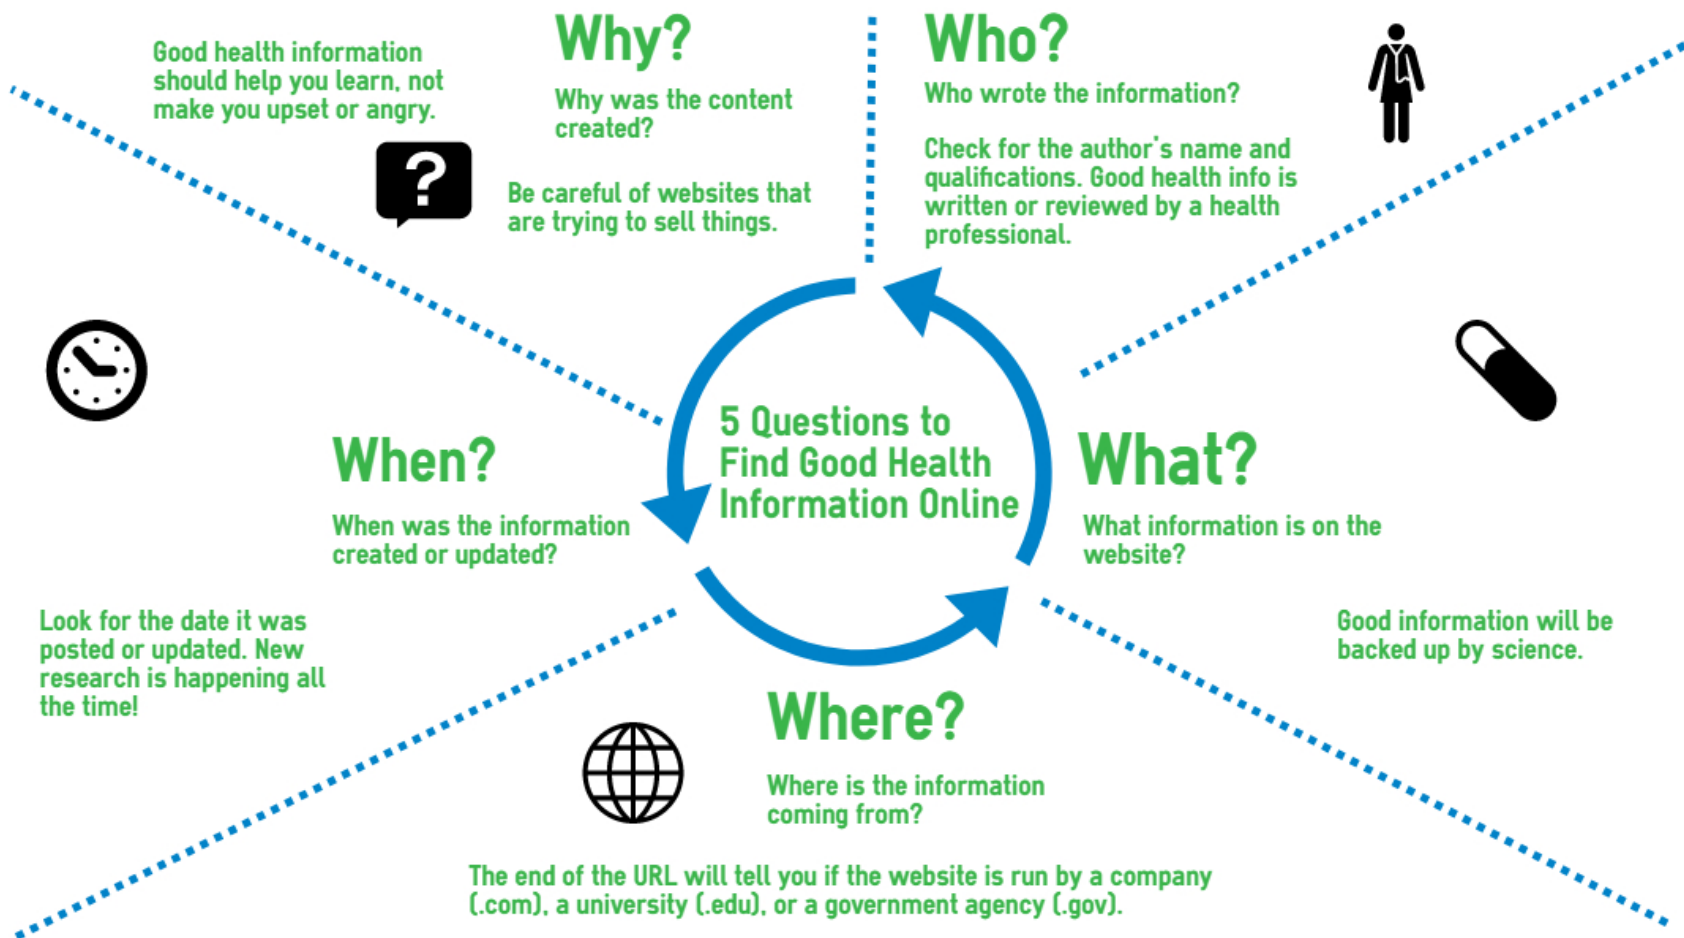 Good health information
should help you learn, not
make you upset or angry.
?
Why?
Why was the content
created?
Be careful of websites that
are trying to sell things.
Who?
Who wrote the information?
Check for the author's name and
qualifications. Good health info is
written or reviewed by a health
professional.
5 Questions to
Find Good Health
Information Online
When?
When was the information
created or updated?
Look for the date it was
posted or updated. New
research is happening all
the time!
What?
What information is on the
website?
Good information will be
backed up by science.
Where?
Where is the information
coming from?
The end of the URL will tell you if the website is run by a company
(.com), a university (.edu), or a government agency (.gov).